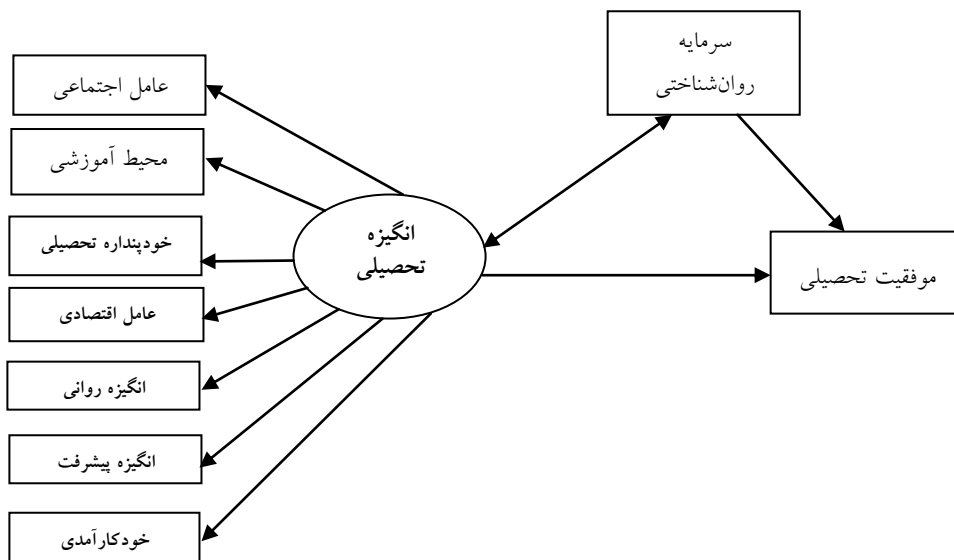 سرمایه
روان‌شناختی
عامل اجتماعی
محیط آموزشی
خودپنداره تحصیلی
عامل اقتصادی
انگیزه روانی
انگیزه پیشرفت
خودکارآمدی
انگیزه
تحصیلی
موفقیت تحصیلی